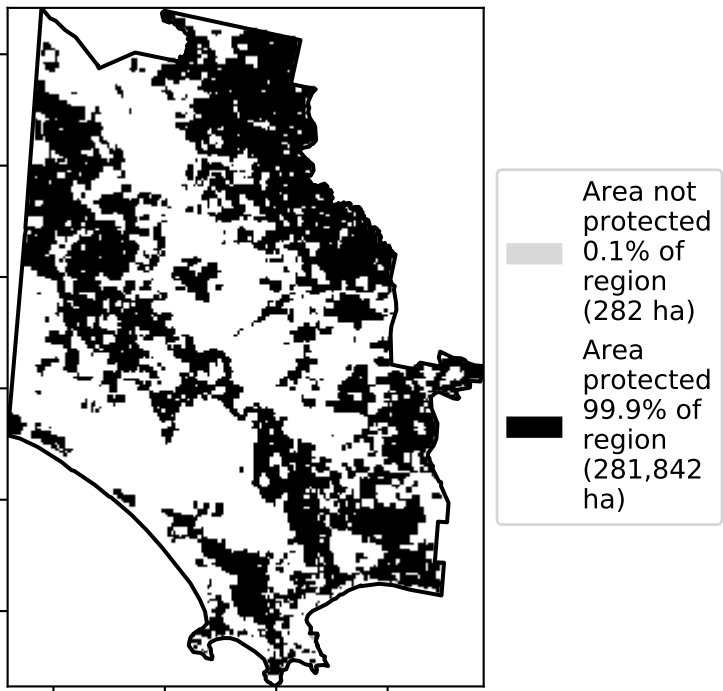 Area not
protected
0.1% of
region
(282 ha)
Area
protected
99.9% of
region
(281,842
ha)